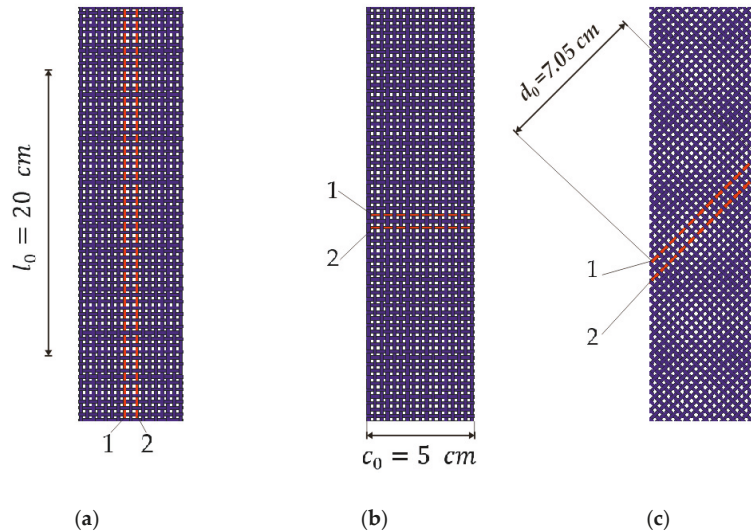 l₀ = 20 cm
1 2
(a)
1
2
c₀ = 5 cm
(b)
d₀=7.05 cm
1
2
(c)